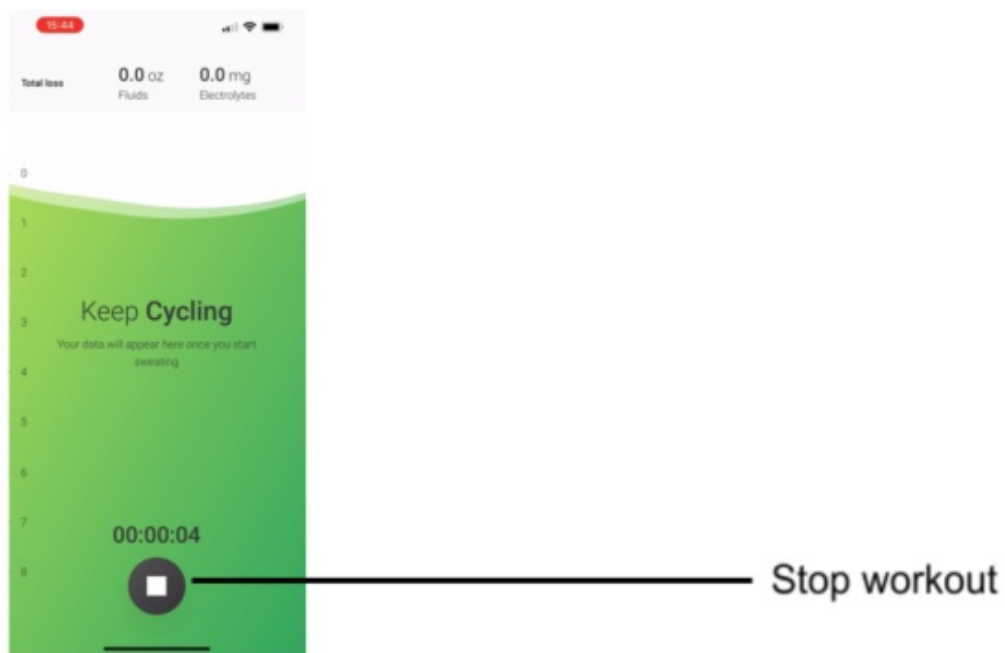 15:44
Total loss
0.0 oz
Fluids
0.0 mg
Electrolytes
0
1
2
3
4
5
6
7
8
Keep Cycling
Your data will appear here once you start
sweating
00:00:04
Stop workout